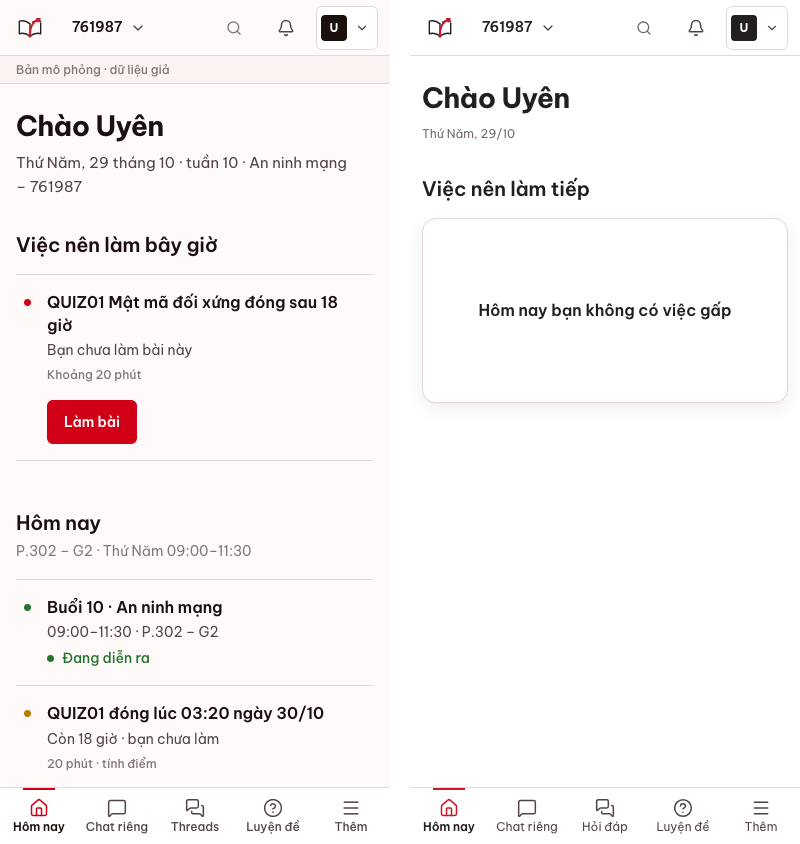 761987
U
Bản mô phỏng · dữ liệu giả
Chào Uyên
Thứ Năm, 29 tháng 10 · tuần 10 · An ninh mạng
– 761987
Việc nên làm bây giờ
QUIZ01 Mật mã đối xứng đóng sau 18
giờ
Bạn chưa làm bài này
Khoảng 20 phút
Làm bài
Hôm nay
P.302 – G2 · Thứ Năm 09:00–11:30
Buổi 10 · An ninh mạng
09:00–11:30 · P.302 – G2
Đang diễn ra
QUIZ01 đóng lúc 03:20 ngày 30/10
Còn 18 giờ · bạn chưa làm
20 phút · tính điểm
Hôm nay
Chat riêng
Threads
Luyện đề
Thêm
761987
U
Chào Uyên
Thứ Năm, 29/10
Việc nên làm tiếp
Hôm nay bạn không có việc gấp
Hôm nay
Chat riêng
Hỏi đáp
Luyện đề
Thêm